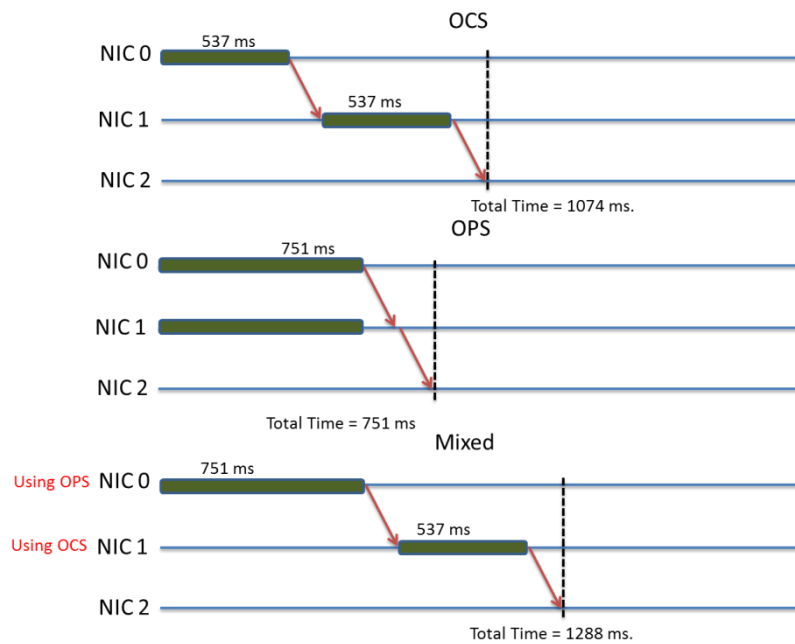 OCS
NIC 0
537 ms
NIC 1
537 ms
NIC 2
Total Time = 1074 ms.
OPS
NIC 0
751 ms
NIC 1
NIC 2
Total Time = 751 ms
Mixed
Using OPS NIC 0
751 ms
Using OCS NIC 1
537 ms
NIC 2
Total Time = 1288 ms.